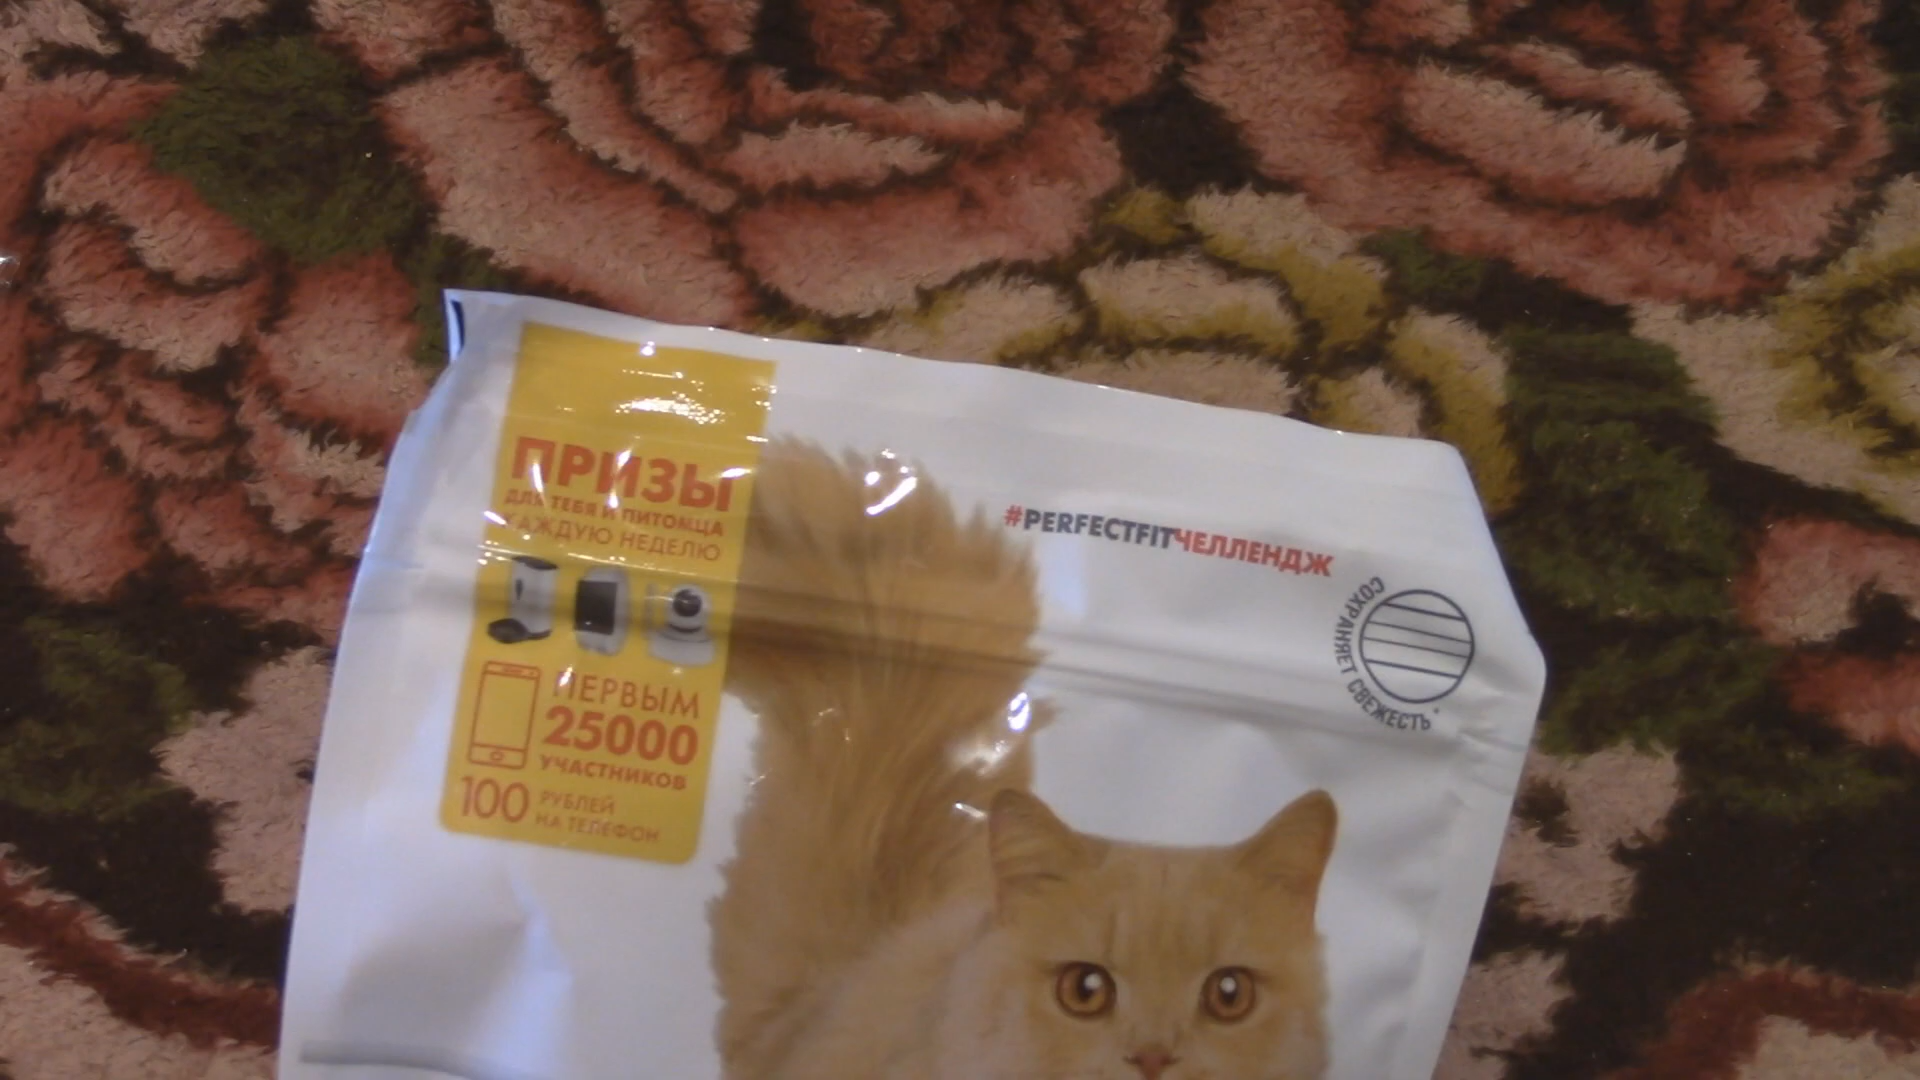 ПРИЗЫ
ДЛЯ ТЕБЯ И ПИТОМЦА
КАЖДУЮ НЕДЕЛЮ
ПЕРВЫМ
25000
УЧАСТНИКОВ
100 РУБЛЕЙ
НА ТЕЛЕФОН
#PERFECTFITЧЕЛЛЕНДЖ
СОХРАНЯЕТ СВЕЖЕСТЬ*